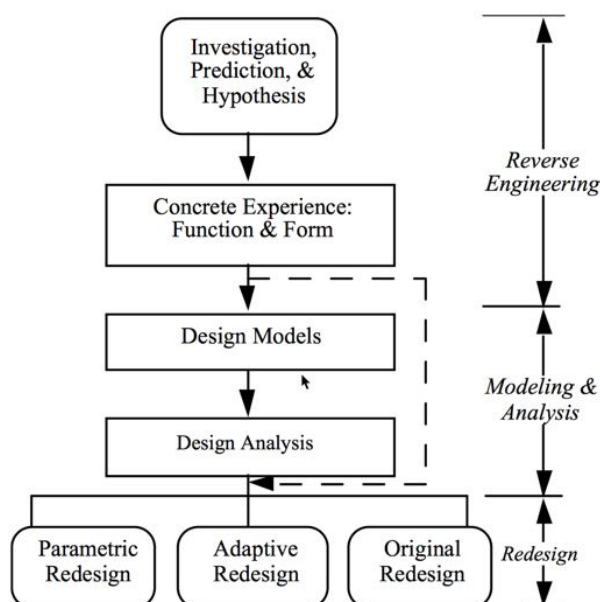 Investigation,
Prediction, &
Hypothesis
Reverse
Engineering
Concrete Experience:
Function & Form
Design Models
Modeling &
Analysis
Design Analysis
Parametric
Redesign
Adaptive
Redesign
Original
Redesign
Redesign